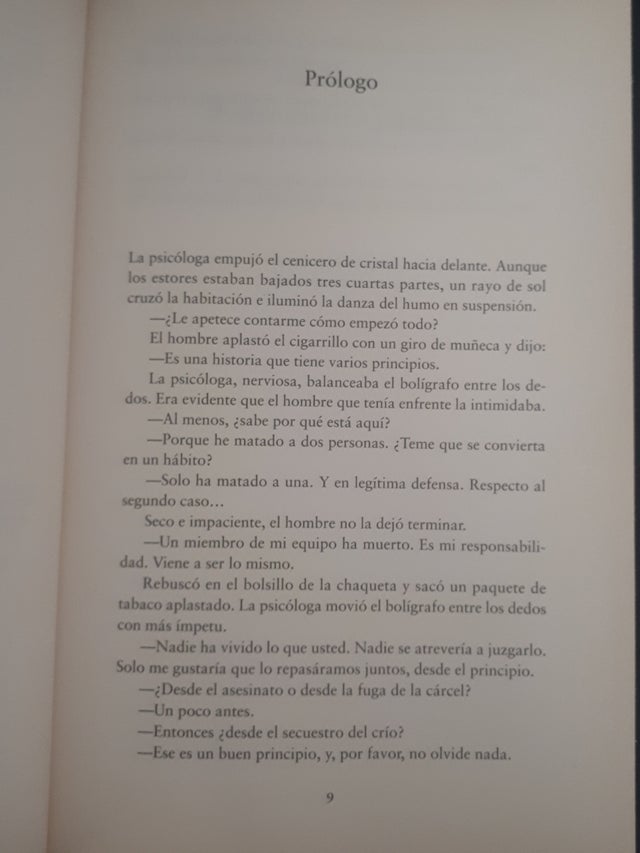 Prólogo
La psicóloga empujó el cenicero de cristal hacia delante. Aunque
los estores estaban bajados tres cuartas partes, un rayo de sol
cruzó la habitación e iluminó la danza del humo en suspensión.
—¿Le apetece contarme cómo empezó todo?
El hombre aplastó el cigarrillo con un giro de muñeca y dijo:
—Es una historia que tiene varios principios.
La psicóloga, nerviosa, balanceaba el bolígrafo entre los de-
dos. Era evidente que el hombre que tenía enfrente la intimidaba.
—Al menos, ¿sabe por qué está aquí?
—Porque he matado a dos personas. ¿Teme que se convierta
en un hábito?
—Solo ha matado a una. Y en legítima defensa. Respecto al
segundo caso…
Seco e impaciente, el hombre no la dejó terminar.
—Un miembro de mi equipo ha muerto. Es mi responsabili-
dad. Viene a ser lo mismo.
Rebuscó en el bolsillo de la chaqueta y sacó un paquete de
tabaco aplastado. La psicóloga movió el bolígrafo entre los dedos
con más ímpetu.
—Nadie ha vivido lo que usted. Nadie se atrevería a juzgarlo.
Solo me gustaría que lo repasáramos juntos, desde el principio.
—¿Desde el asesinato o desde la fuga de la cárcel?
—Un poco antes.
—Entonces ¿desde el secuestro del crío?
—Ese es un buen principio, y, por favor, no olvide nada.
9